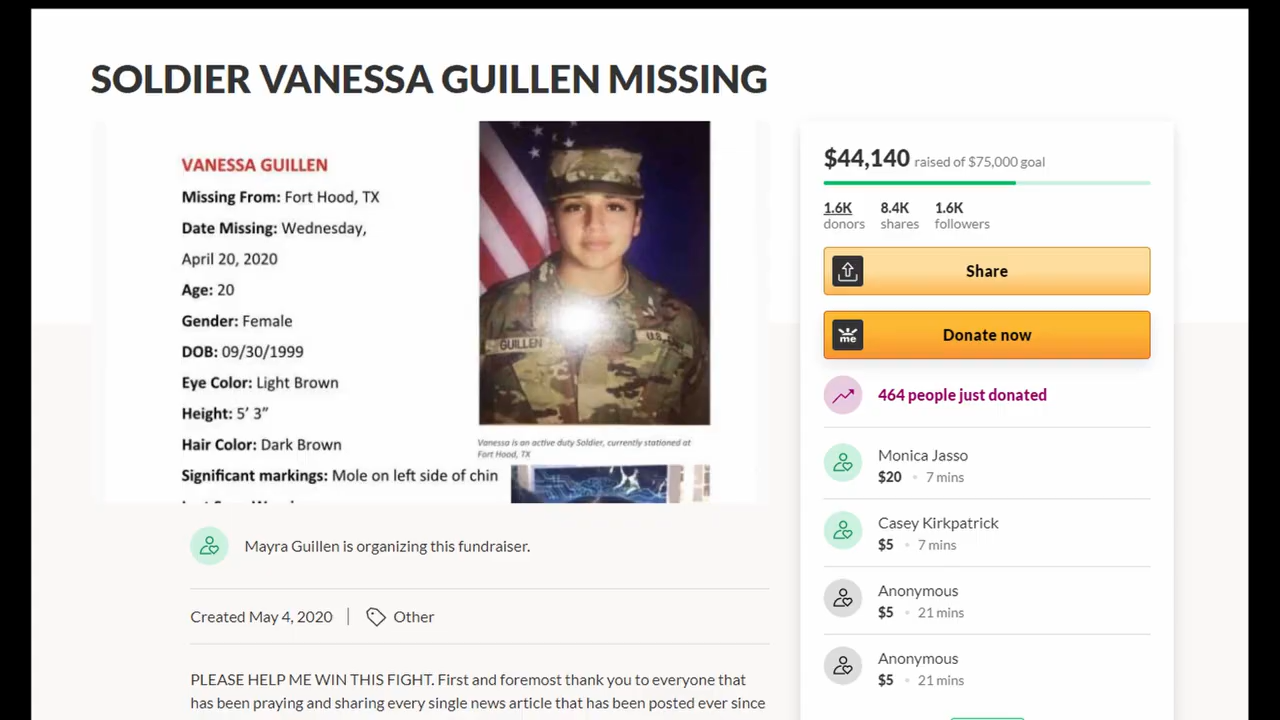 SOLDIER VANESSA GUILLEN MISSING
VANESSA GUILLEN
Missing From: Fort Hood, TX
Date Missing: Wednesday,
April 20, 2020
Age: 20
Gender: Female
DOB: 09/30/1999
Eye Color: Light Brown
Height: 5' 3"
Hair Color: Dark Brown
Significant markings: Mole on left side of chin
GUILLEN
U.S.
Vanessa is an active duty Soldier, currently stationed at
Fort Hood, TX
Mayra Guillen is organizing this fundraiser.
Created May 4, 2020
Other
PLEASE HELP ME WIN THIS FIGHT. First and foremost thank you to everyone that
has been praying and sharing every single news article that has been posted ever since
$44,140 raised of $75,000 goal
1.6K 8.4K 1.6K
donors shares followers
Share
me Donate now
464 people just donated
Monica Jasso
$20 • 7 mins
Casey Kirkpatrick
$5 • 7 mins
Anonymous
$5 • 21 mins
Anonymous
$5 • 21 mins